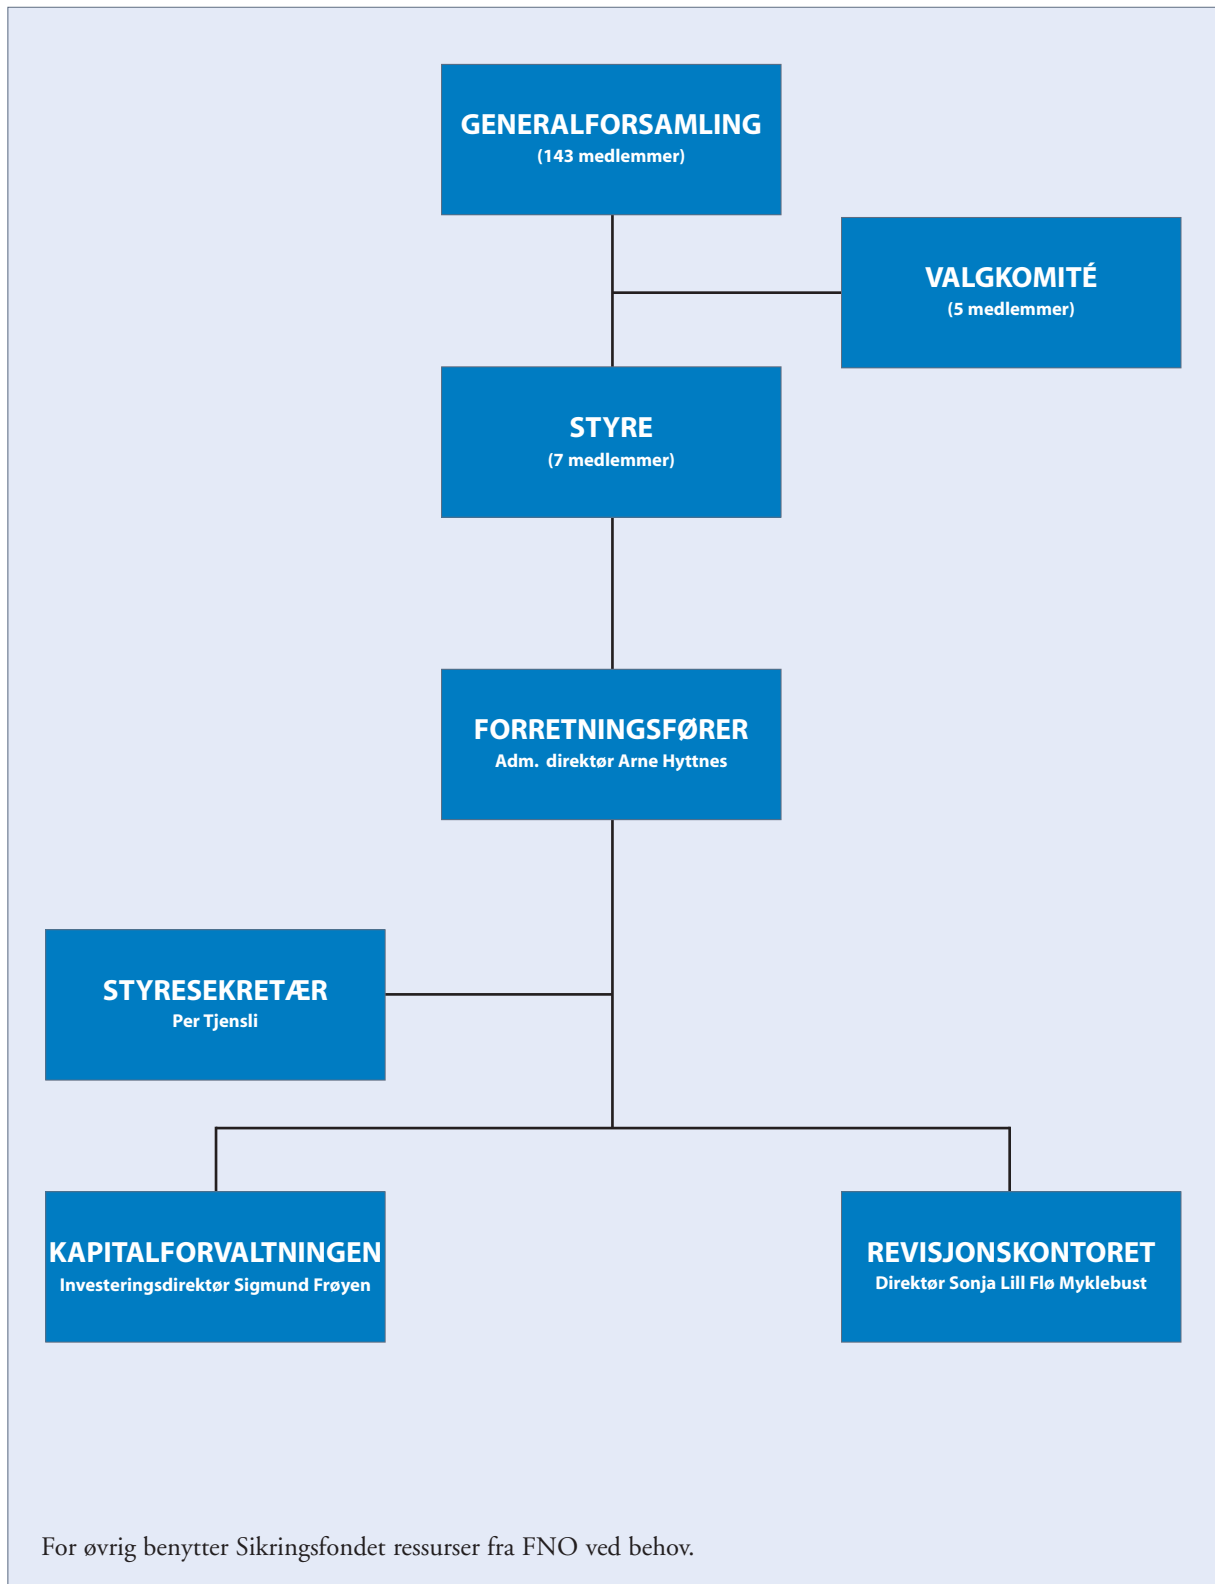 GENERALFORSAMLING
(143 medlemmer)
VALGKOMITÉ
(5 medlemmer)
STYRE
(7 medlemmer)
FORRETNINGSFØRER
Adm. direktør Arne Hyttnes
STYRESEKRETÆR
Per Tjensli
KAPITALFORVALTNINGEN
Investeringsdirektør Sigmund Frøyen
REVISJONSKONTORET
Direktør Sonja Lill Flø Myklebust
For øvrig benytter Sikringsfondet ressurser fra FNO ved behov.